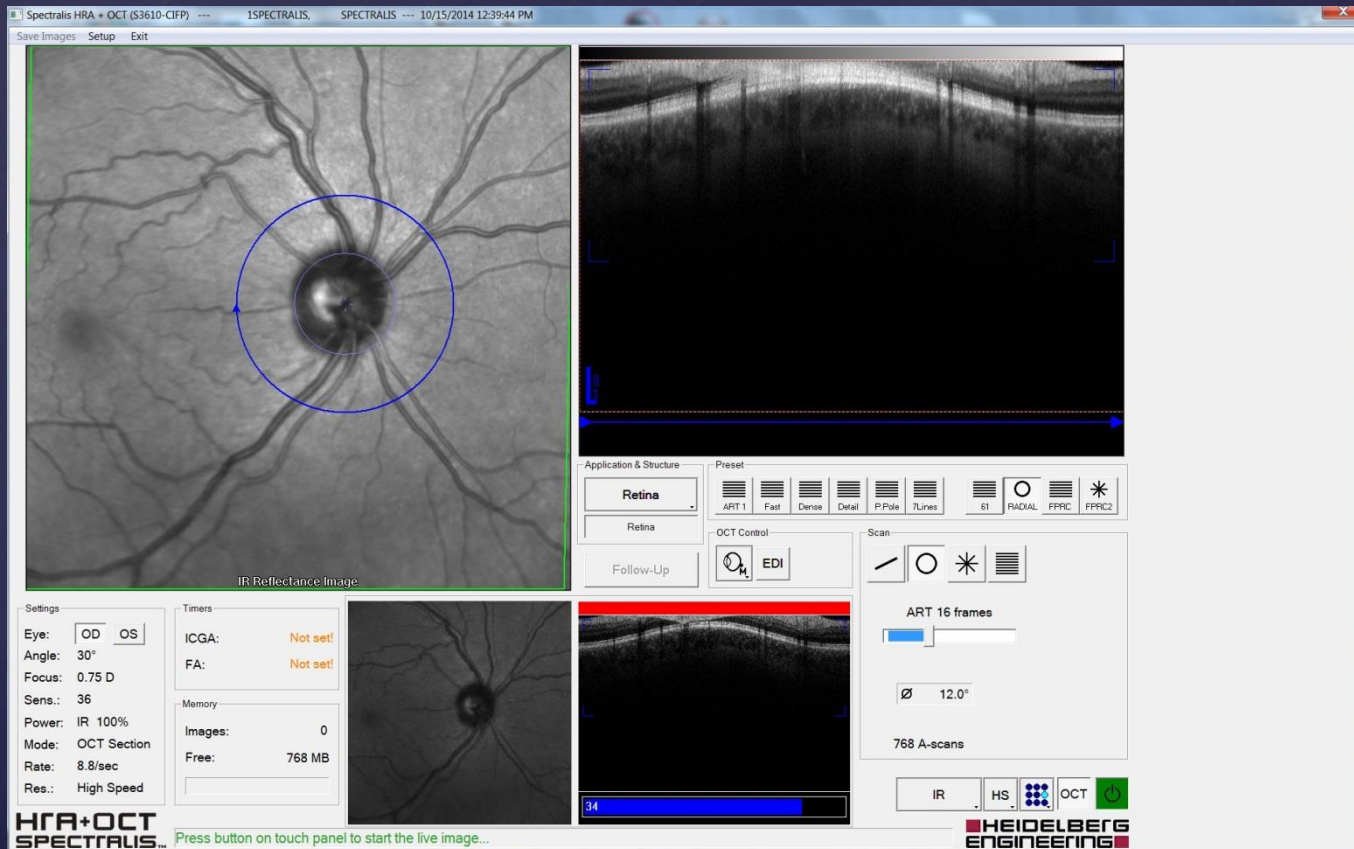 Spectralis HRA + OCT (S3610-CIFP) --- 1SPECTRALIS, SPECTRALIS --- 10/15/2014 12:39:44 PM
Save Images Setup Exit
IR Reflectance Image
Application & Structure
Retina
Retina
Follow-Up
Preset
ART 1 Fast Dense Detail P.Pole 7Lines 61 RADIAL FPRC FPRC2
OCT Control
EDI
Scan
ART 16 frames
Ø 12.0°
768 A-scans
Settings
Eye: OD OS
Angle: 30°
Focus: 0.75 D
Sens.: 36
Power: IR 100%
Mode: OCT Section
Rate: 8.8/sec
Res.: High Speed
Timers
ICGA: Not set!
FA: Not set!
Memory
Images: 0
Free: 768 MB
34
IR HS OCT
HRA+OCT
SPECTRALIS™
Press button on touch panel to start the live image...
HEIDELBERG
ENGINEERING